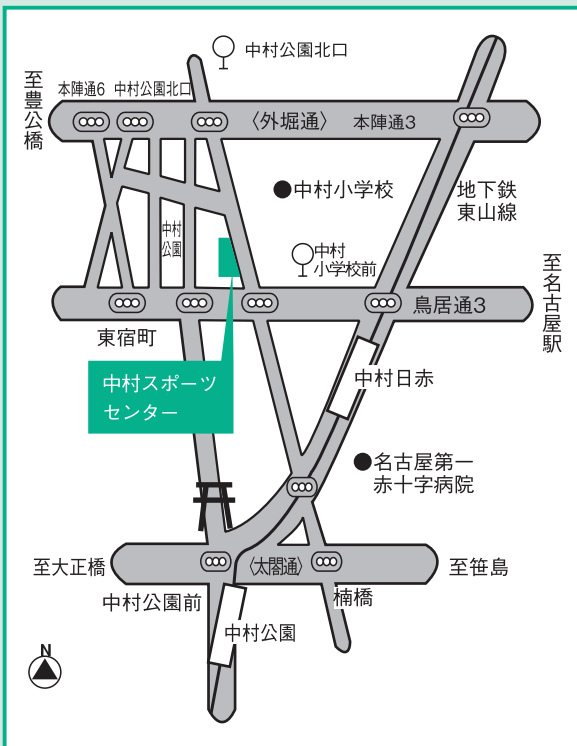 中村公園北口
至豊公橋
本陣通6
中村公園北口
〈外堀通〉
本陣通3
中村小学校
地下鉄
東山線
中村
公園
中村
小学校前
至名古屋駅
鳥居通3
東宿町
中村スポーツ
センター
中村日赤
名古屋第一
赤十字病院
至大正橋
〈太閤通〉
至笹島
中村公園前
楠橋
中村公園
N